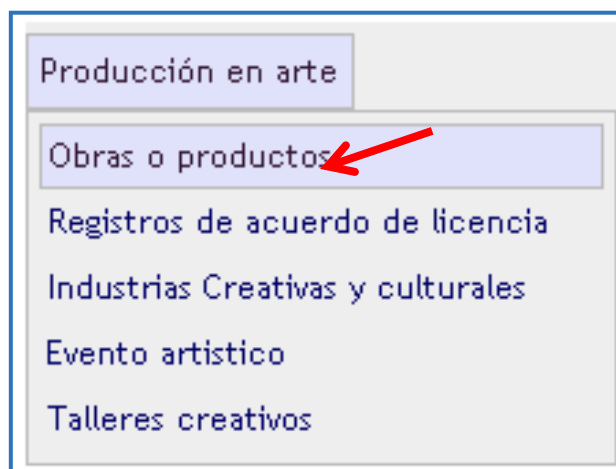 Producción en arte
Obras o productos
Registros de acuerdo de licencia
Industrias Creativas y culturales
Evento artistico
Talleres creativos